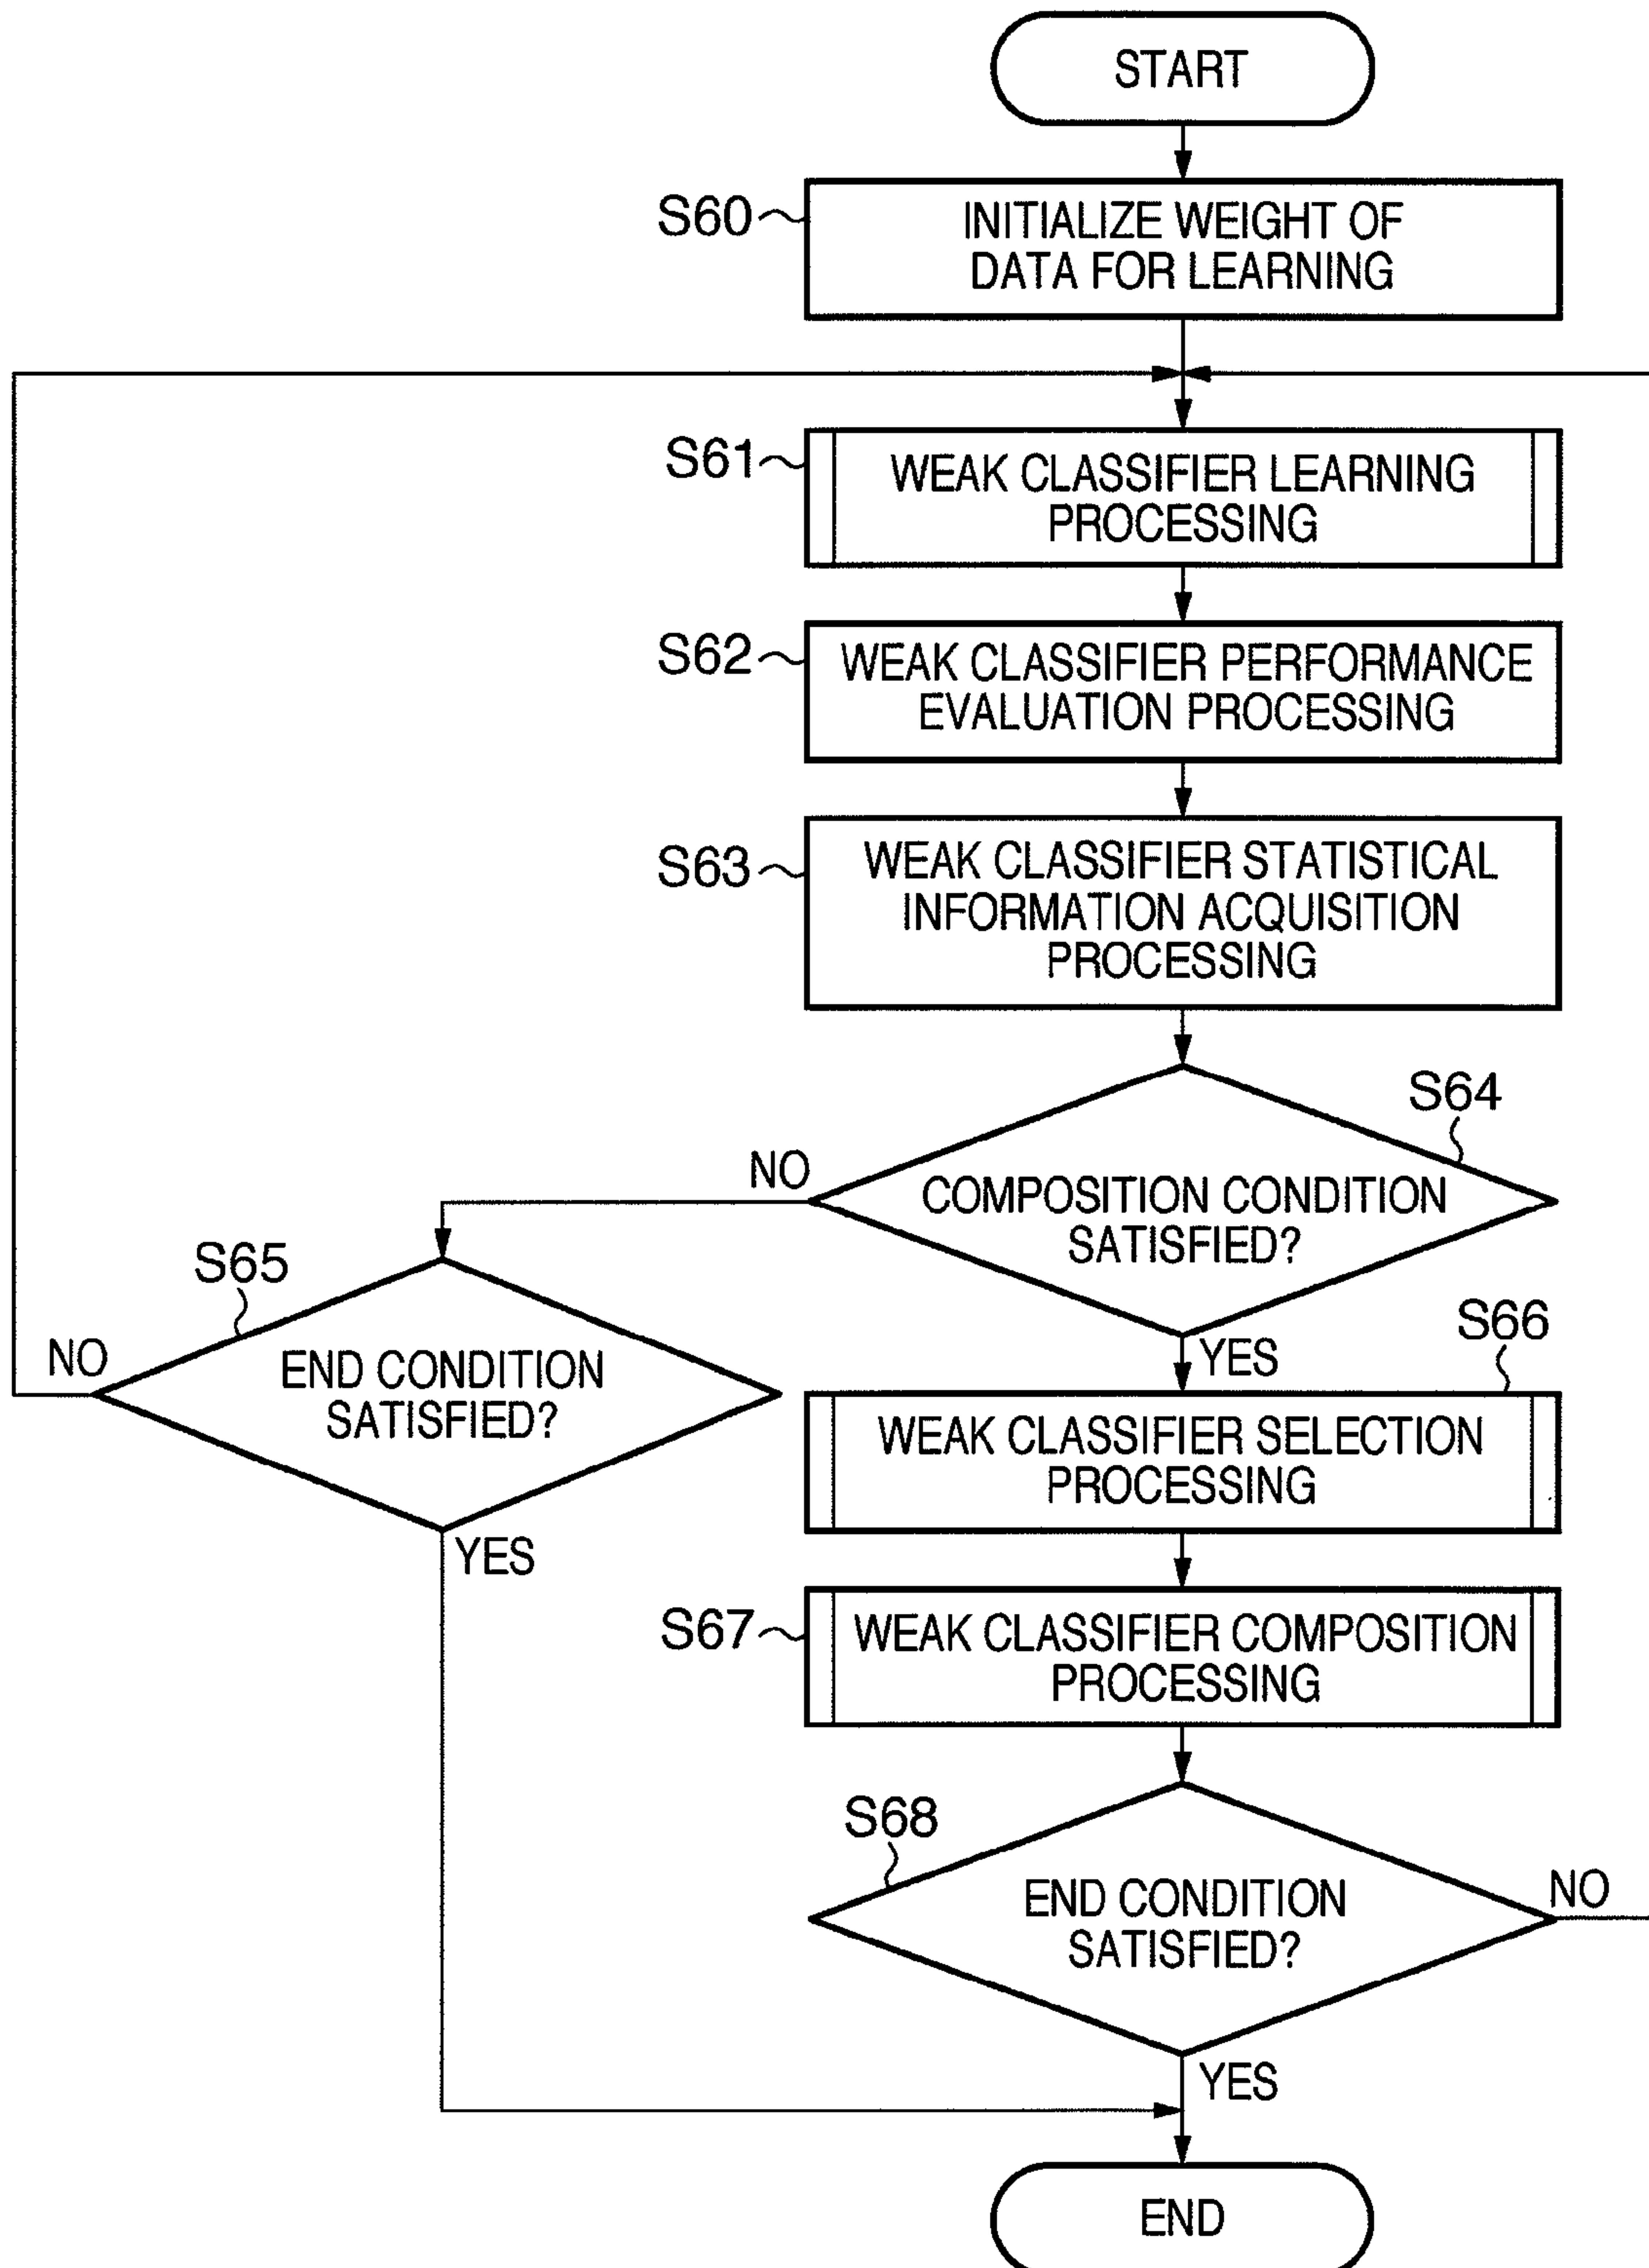 START
S60
INITIALIZE WEIGHT OF
DATA FOR LEARNING
S61
WEAK CLASSIFIER LEARNING
PROCESSING
S62
WEAK CLASSIFIER PERFORMANCE
EVALUATION PROCESSING
S63
WEAK CLASSIFIER STATISTICAL
INFORMATION ACQUISITION
PROCESSING
S64
NO
COMPOSITION CONDITION
SATISFIED?
YES
S65
NO
END CONDITION
SATISFIED?
YES
S66
WEAK CLASSIFIER SELECTION
PROCESSING
S67
WEAK CLASSIFIER COMPOSITION
PROCESSING
S68
END CONDITION
SATISFIED?
NO
YES
END